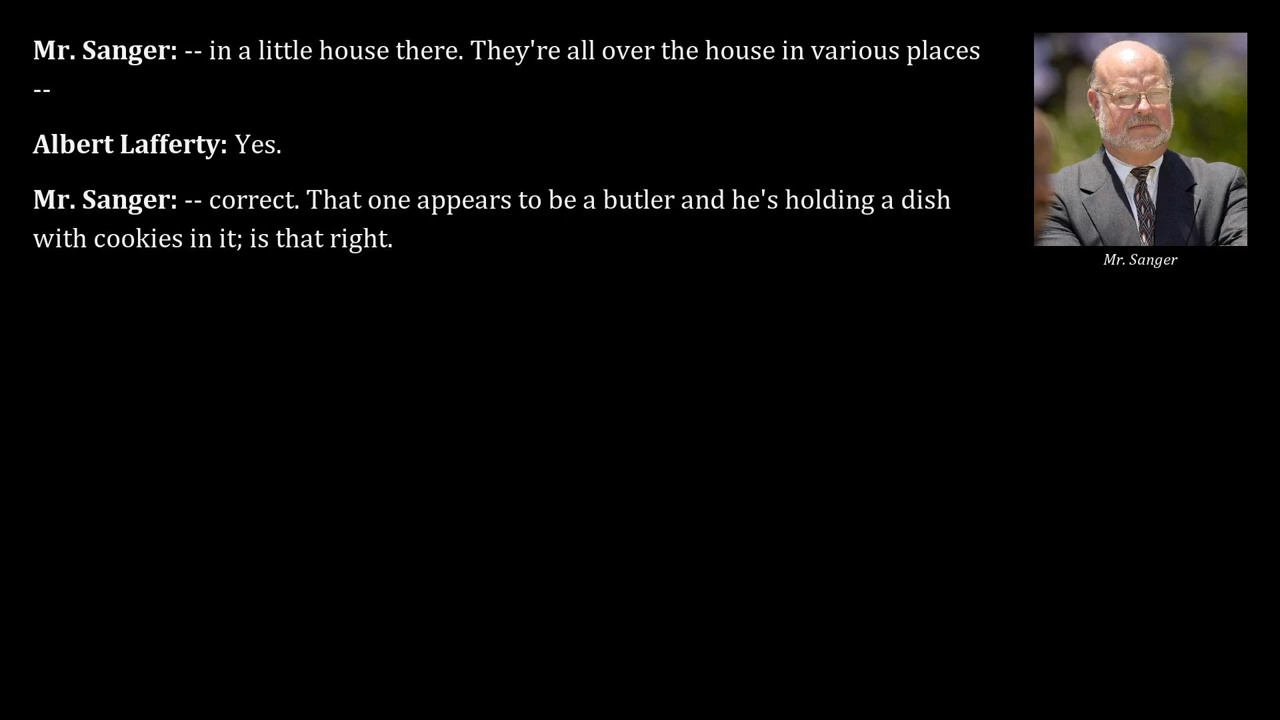 Mr. Sanger: -- in a little house there. They're all over the house in various places
--
Albert Lafferty: Yes.
Mr. Sanger: -- correct. That one appears to be a butler and he's holding a dish
with cookies in it; is that right.
Mr. Sanger